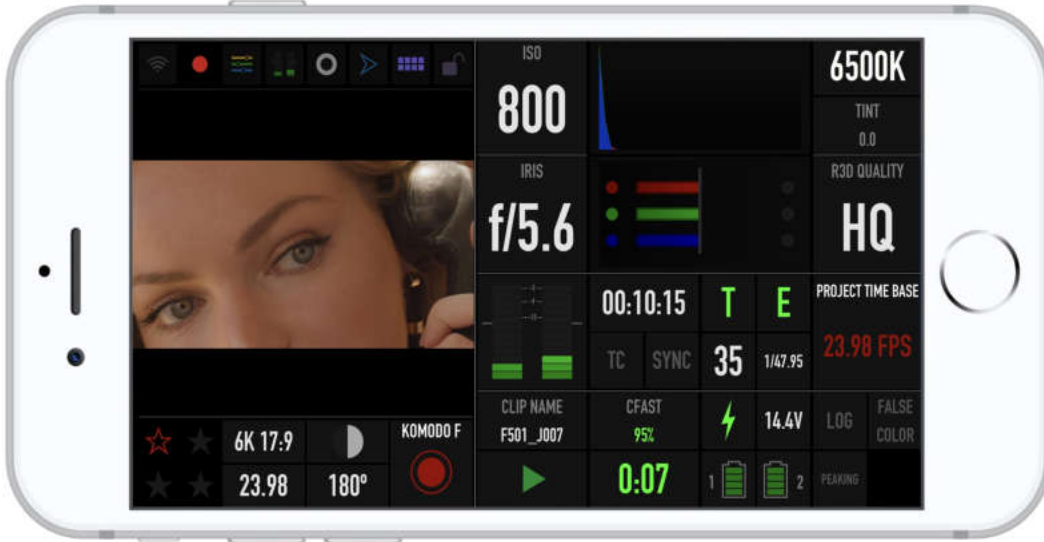 ISO
800
6500K
TINT
0.0
IRIS
f/5.6
R3D QUALITY
HQ
00:10:15
T
E
PROJECT TIME BASE
23.98 FPS
TC
SYNC
35
1/47.95
CLIP NAME
F501_J007
CFAST
95%
14.4V
LOG
FALSE
COLOR
6K 17:9
KOMODO F
23.98
180º
0:07
1
2
PEAKING